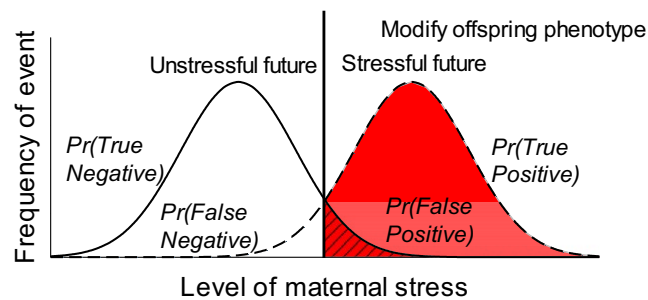 Modify offspring phenotype
Unstressful future
Stressful future
Frequency of event
Pr(True
Negative)
Pr(False
Negative)
Pr(False
Positive)
Pr(True
Positive)
Level of maternal stress